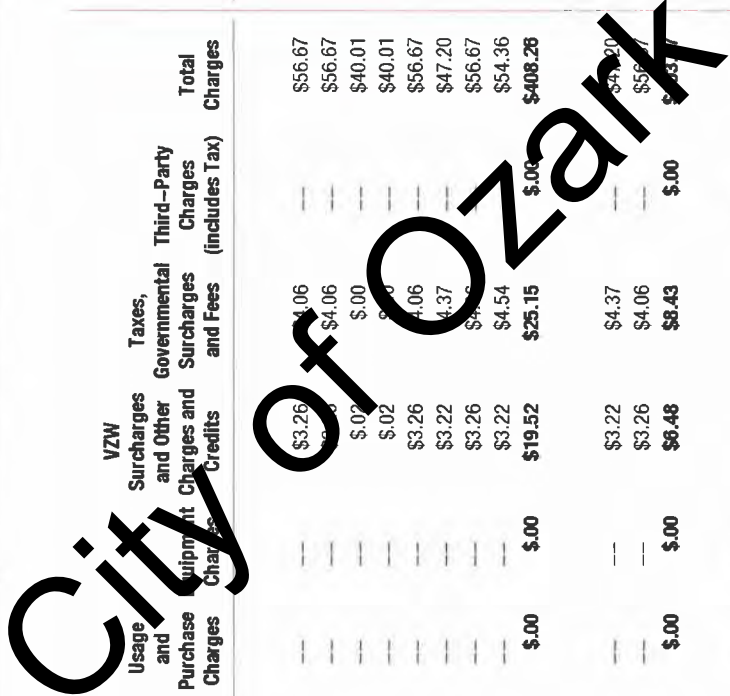 VZW
Usage Surcharges Taxes,
and and Other Governmental Third–Party
Purchase Equipment Charges and Surcharges Charges Total
Charges Charges Credits and Fees (includes Tax) Charges
-- -- $3.26 $4.06 -- $56.67
-- -- $4.06 -- $56.67
-- -- $.02 $.00 -- $40.01
-- -- $.02 -- $40.01
-- -- $3.26 $4.06 -- $56.67
-- -- $3.22 $4.37 -- $47.20
-- -- $3.26 -- $56.67
-- -- $3.22 $4.54 -- $54.36
$.00 $.00 $19.52 $25.15 $.00 $408.26
-- -- $3.22 $4.37 -- $47.20
-- -- $3.26 $4.06 --
$.00 $.00 $6.48 $8.43 $.00
City of Ozark